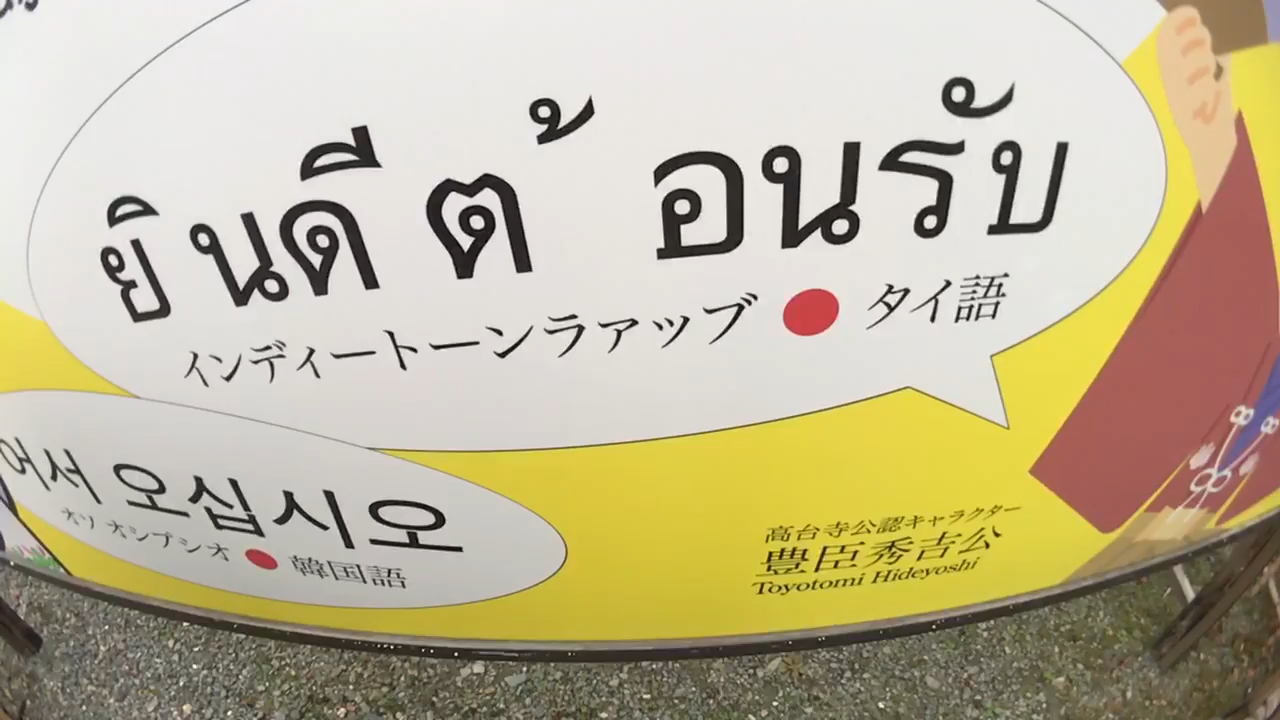 ยินดีต้อนรับ
インディートーンラァップ ● タイ語
어서 오십시오
オソ オシプシオ ● 韓国語
高台寺公認キャラクター
豊臣秀吉公
Toyotomi Hideyoshi